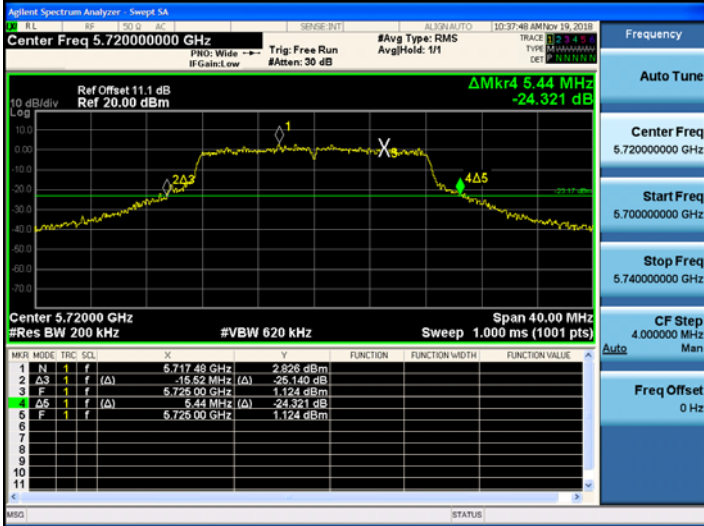 Agilent Spectrum Analyzer - Swept SA
RL RF 50 Ω AC SENSE:INT ALIGNAUTO 10:37:48 AM Nov 19, 2018
Center Freq 5.720000000 GHz
PNO: Wide
IFGain:Low
Trig: Free Run
#Atten: 30 dB
#Avg Type: RMS
Avg|Hold: 1/1
TRACE 1 2 3 4 5 6
TYPE M
DET P N N N N N
Ref Offset 11.1 dB
10 dB/div Ref 20.00 dBm
Log
ΔMkr4 5.44 MHz
-24.321 dB
10.0
0.00
-10.0
-20.0
-30.0
-40.0
-50.0
-60.0
-70.0
1
2Δ3
4Δ5
-23.17 dBm
Center 5.72000 GHz Span 40.00 MHz
#Res BW 200 kHz #VBW 620 kHz Sweep 1.000 ms (1001 pts)
MKR MODE TRC SCL X Y FUNCTION FUNCTION WIDTH FUNCTION VALUE
1 N 1 f 5.717 48 GHz 2.826 dBm
2 Δ3 1 f (Δ) -15.52 MHz (Δ) -25.140 dB
3 F 1 f 5.725 00 GHz 1.124 dBm
4 Δ5 1 f (Δ) 5.44 MHz (Δ) -24.321 dB
5 F 1 f 5.725 00 GHz 1.124 dBm
6
7
8
9
10
11
MSG STATUS
Frequency
Auto Tune
Center Freq
5.720000000 GHz
Start Freq
5.700000000 GHz
Stop Freq
5.740000000 GHz
CF Step
4.000000 MHz
Auto Man
Freq Offset
0 Hz